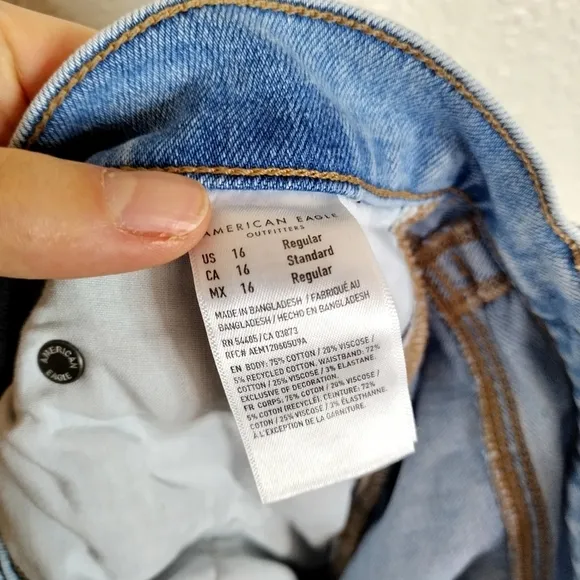 AMERICAN EAGLE
OUTFITTERS
US 16 Regular
CA 16 Standard
MX 16 Regular
MADE IN BANGLADESH / FABRIQUÉ AU
BANGLADESH / HECHO EN BANGLADESH
RN 54485/CA 03873
RFC# AEM1206050U9A
EN BODY: 75% COTTON / 20% VISCOSE /
5% RECYCLED COTTON. WAISTBAND: 72%
COTTON / 25% VISCOSE / 3% ELASTANE.
EXCLUSIVE OF DECORATION.
FR CORPS: 75% COTON / 20% VISCOSE /
5% COTON (RECYCLÉ). CEINTURE: 72%
COTON / 25% VISCOSE / 3% ÉLASTHANNE.
À L'EXCEPTION DE LA GARNITURE.
AMERICAN
EAGLE